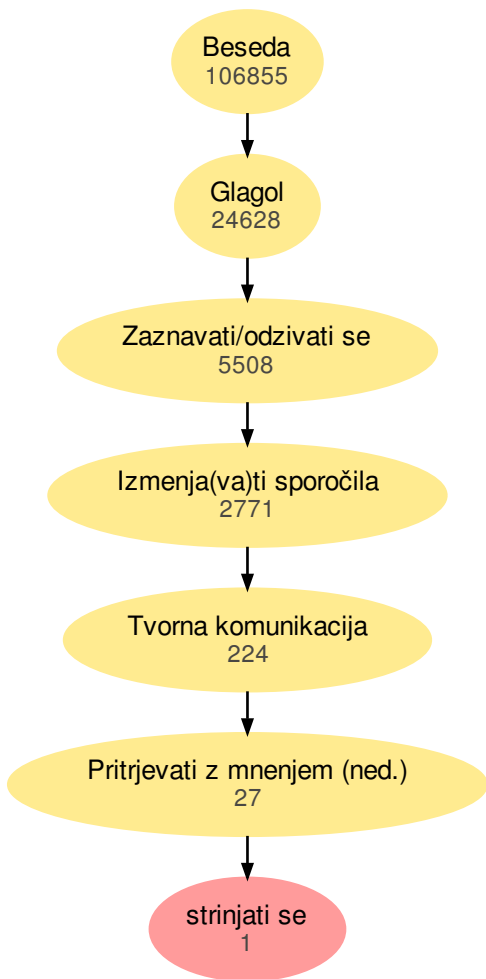 Beseda
106855
Glagol
24628
Zaznavati/odzivati se
5508
Izmenja(va)ti sporočila
2771
Tvorna komunikacija
224
Pritrjevati z mnenjem (ned.)
27
strinjati se
1